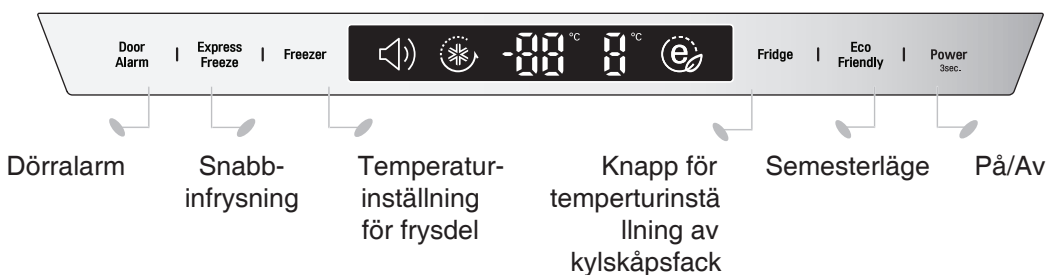 Door Alarm | Express Freeze | Freezer -88 °C 8 °C e Fridge | Eco Friendly | Power 3sec.
Dörralarm
Snabb-
infrysning
Temperatur-
inställning
för frysdel
Knapp för
temperturinstä
llning av
kylskåpsfack
Semesterläge
På/Av